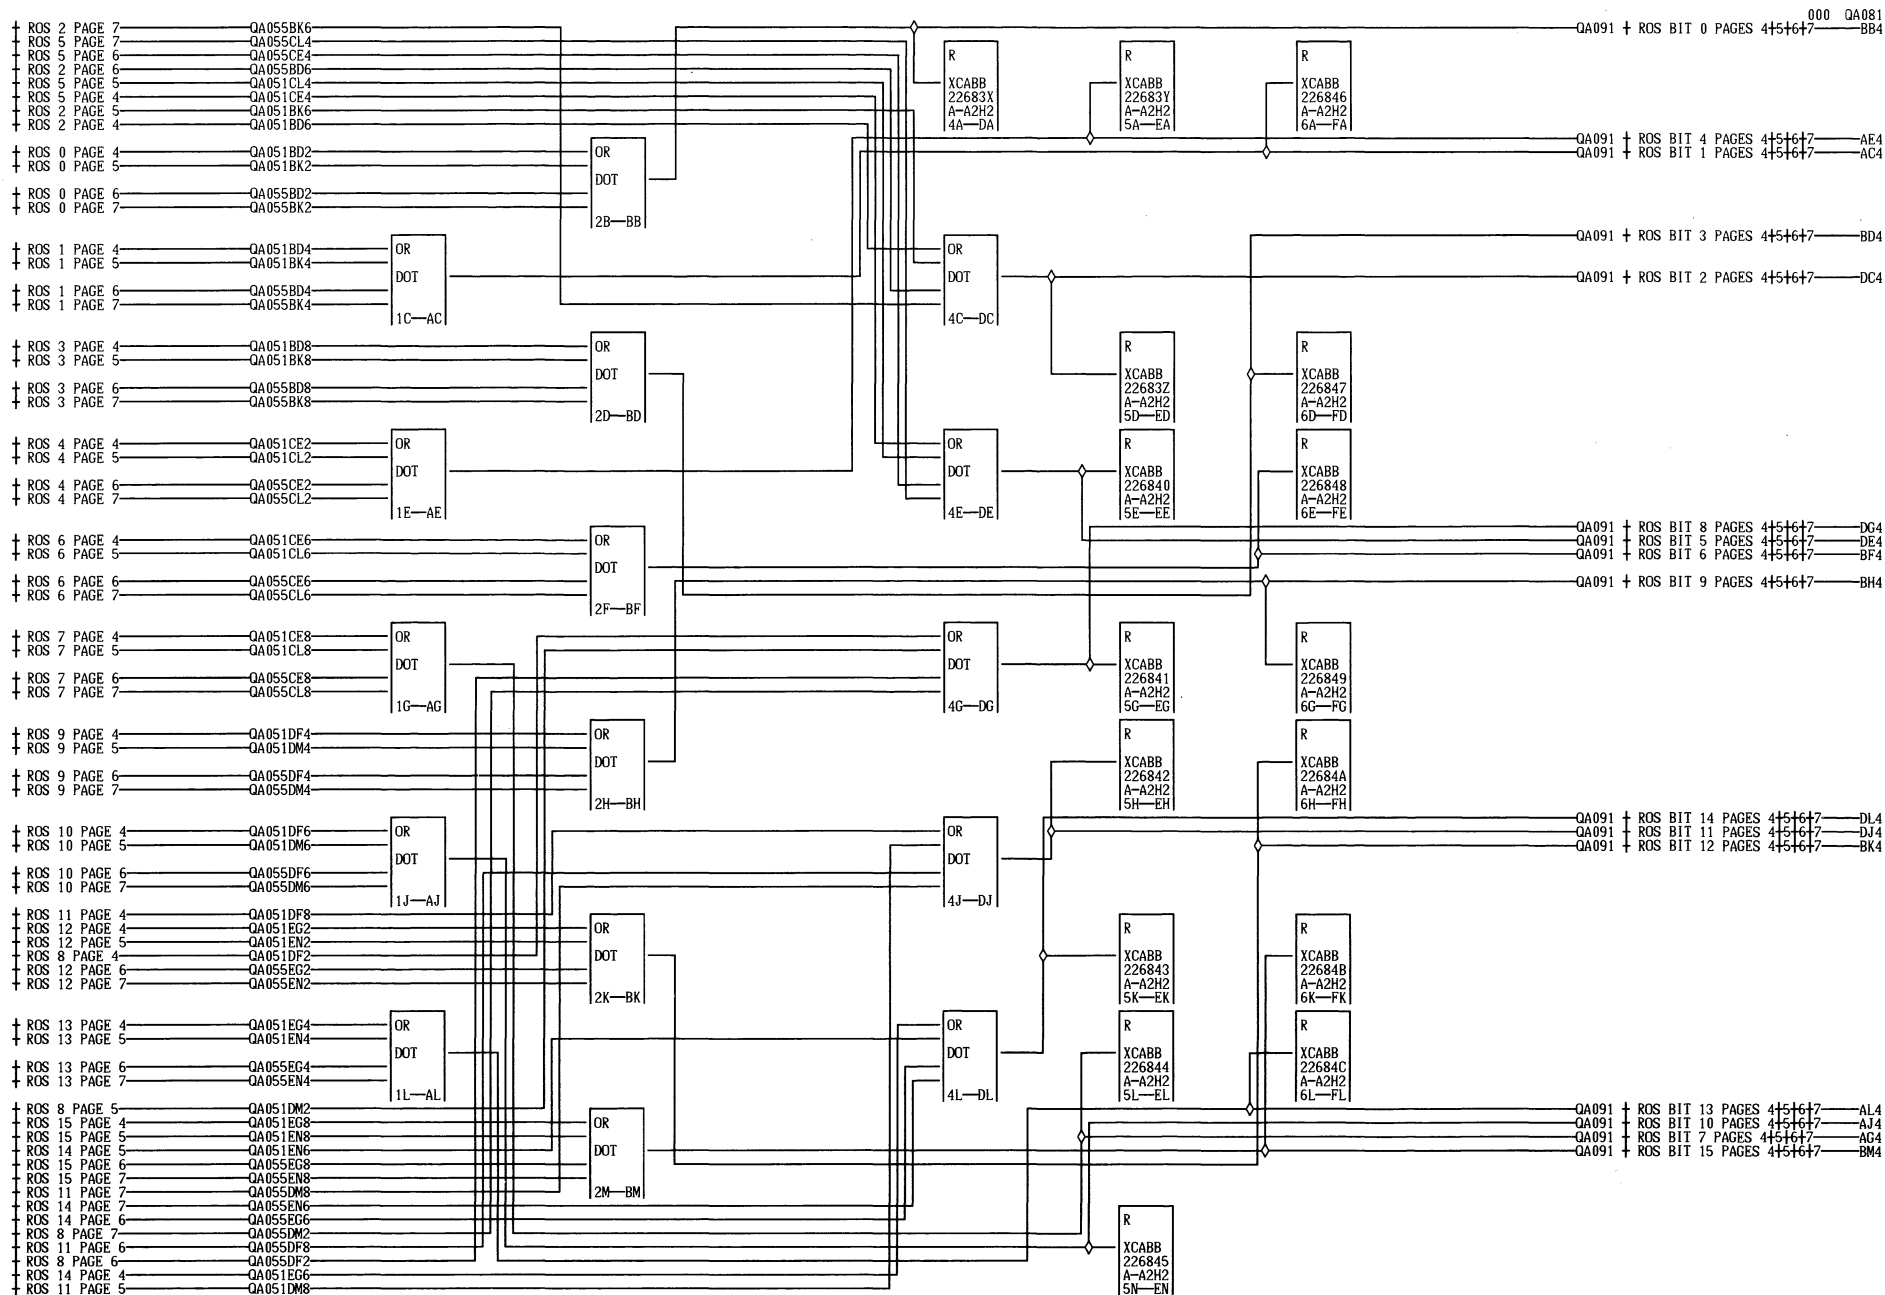 000 QA081
‡ ROS 2 PAGE 7 QA055BK6
‡ ROS 5 PAGE 7 QA055CL4
‡ ROS 5 PAGE 6 QA055CE4
‡ ROS 2 PAGE 6 QA055BD6
‡ ROS 5 PAGE 5 QA051CL4
‡ ROS 5 PAGE 4 QA051CE4
‡ ROS 2 PAGE 5 QA051BK6
‡ ROS 2 PAGE 4 QA051BD6
‡ ROS 0 PAGE 4 QA051BD2
‡ ROS 0 PAGE 5 QA051BK2
‡ ROS 0 PAGE 6 QA055BD2
‡ ROS 0 PAGE 7 QA055BK2
‡ ROS 1 PAGE 4 QA051BD4
‡ ROS 1 PAGE 5 QA051BK4
‡ ROS 1 PAGE 6 QA055BD4
‡ ROS 1 PAGE 7 QA055BK4
‡ ROS 3 PAGE 4 QA051BD8
‡ ROS 3 PAGE 5 QA051BK8
‡ ROS 3 PAGE 6 QA055BD8
‡ ROS 3 PAGE 7 QA055BK8
‡ ROS 4 PAGE 4 QA051CE2
‡ ROS 4 PAGE 5 QA051CL2
‡ ROS 4 PAGE 6 QA055CE2
‡ ROS 4 PAGE 7 QA055CL2
‡ ROS 6 PAGE 4 QA051CE6
‡ ROS 6 PAGE 5 QA051CL6
‡ ROS 6 PAGE 6 QA055CE6
‡ ROS 6 PAGE 7 QA055CL6
‡ ROS 7 PAGE 4 QA051CE8
‡ ROS 7 PAGE 5 QA051CL8
‡ ROS 7 PAGE 6 QA055CE8
‡ ROS 7 PAGE 7 QA055CL8
‡ ROS 9 PAGE 4 QA051DF4
‡ ROS 9 PAGE 5 QA051DM4
‡ ROS 9 PAGE 6 QA055DF4
‡ ROS 9 PAGE 7 QA055DM4
‡ ROS 10 PAGE 4 QA051DF6
‡ ROS 10 PAGE 5 QA051DM6
‡ ROS 10 PAGE 6 QA055DF6
‡ ROS 10 PAGE 7 QA055DM6
‡ ROS 11 PAGE 4 QA051DF8
‡ ROS 12 PAGE 4 QA051EG2
‡ ROS 12 PAGE 5 QA051EN2
‡ ROS 8 PAGE 4 QA051DF2
‡ ROS 12 PAGE 6 QA055EG2
‡ ROS 12 PAGE 7 QA055EN2
‡ ROS 13 PAGE 4 QA051EG4
‡ ROS 13 PAGE 5 QA051EN4
‡ ROS 13 PAGE 6 QA055EG4
‡ ROS 13 PAGE 7 QA055EN4
‡ ROS 8 PAGE 5 QA051DM2
‡ ROS 15 PAGE 4 QA051EG8
‡ ROS 15 PAGE 5 QA051EN8
‡ ROS 14 PAGE 5 QA051EN6
‡ ROS 15 PAGE 6 QA055EG8
‡ ROS 15 PAGE 7 QA055EN8
‡ ROS 11 PAGE 7 QA055DM8
‡ ROS 14 PAGE 7 QA055EN6
‡ ROS 14 PAGE 6 QA055EG6
‡ ROS 8 PAGE 7 QA055DM2
‡ ROS 11 PAGE 6 QA055DF8
‡ ROS 8 PAGE 6 QA055DF2
‡ ROS 14 PAGE 4 QA051EG6
‡ ROS 11 PAGE 5 QA051DM8
OR
DOT
1C—AC
OR
DOT
1E—AE
OR
DOT
1G—AG
OR
DOT
1J—AJ
OR
DOT
1L—AL
OR
DOT
2B—BB
OR
DOT
2D—BD
OR
DOT
2F—BF
OR
DOT
2H—BH
OR
DOT
2K—BK
OR
DOT
2M—BM
R
XCABB
22683X
A-A2H2
4A—DA
OR
DOT
4C—DC
OR
DOT
4E—DE
OR
DOT
4G—DG
OR
DOT
4J—DJ
OR
DOT
4L—DL
R
XCABB
22683Y
A-A2H2
5A—EA
R
XCABB
22683Z
A-A2H2
5D—ED
R
XCABB
226840
A-A2H2
5E—EE
R
XCABB
226841
A-A2H2
5G—EG
R
XCABB
226842
A-A2H2
5H—EH
R
XCABB
226843
A-A2H2
5K—EK
R
XCABB
226844
A-A2H2
5L—EL
R
XCABB
226845
A-A2H2
5N—EN
R
XCABB
226846
A-A2H2
6A—FA
R
XCABB
226847
A-A2H2
6D—FD
R
XCABB
226848
A-A2H2
6E—FE
R
XCABB
226849
A-A2H2
6G—FG
R
XCABB
22684A
A-A2H2
6H—FH
R
XCABB
22684B
A-A2H2
6K—FK
R
XCABB
22684C
A-A2H2
6L—FL
QA091 ‡ ROS BIT 0 PAGES 4‡5‡6‡7 BB4
QA091 ‡ ROS BIT 4 PAGES 4‡5‡6‡7 AE4
QA091 ‡ ROS BIT 1 PAGES 4‡5‡6‡7 AC4
QA091 ‡ ROS BIT 3 PAGES 4‡5‡6‡7 BD4
QA091 ‡ ROS BIT 2 PAGES 4‡5‡6‡7 DC4
QA091 ‡ ROS BIT 8 PAGES 4‡5‡6‡7 DG4
QA091 ‡ ROS BIT 5 PAGES 4‡5‡6‡7 DE4
QA091 ‡ ROS BIT 6 PAGES 4‡5‡6‡7 BF4
QA091 ‡ ROS BIT 9 PAGES 4‡5‡6‡7 BH4
QA091 ‡ ROS BIT 14 PAGES 4‡5‡6‡7 DL4
QA091 ‡ ROS BIT 11 PAGES 4‡5‡6‡7 DJ4
QA091 ‡ ROS BIT 12 PAGES 4‡5‡6‡7 BK4
QA091 ‡ ROS BIT 13 PAGES 4‡5‡6‡7 AL4
QA091 ‡ ROS BIT 10 PAGES 4‡5‡6‡7 AJ4
QA091 ‡ ROS BIT 7 PAGES 4‡5‡6‡7 AG4
QA091 ‡ ROS BIT 15 PAGES 4‡5‡6‡7 BM4